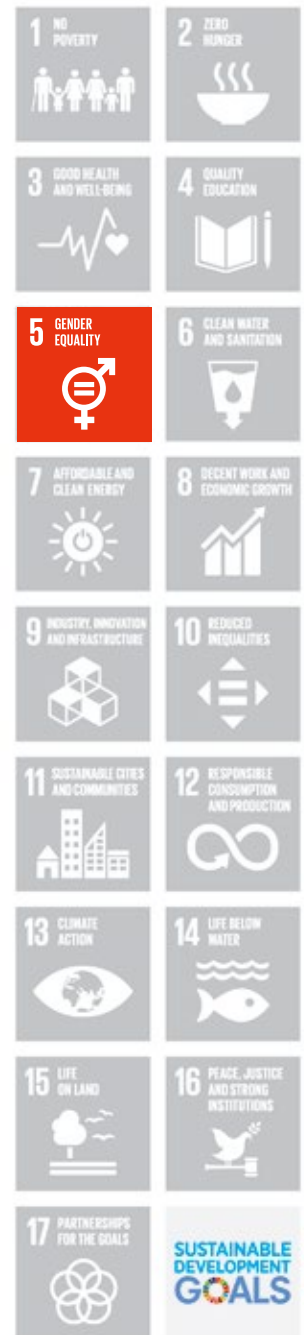 1 NO
POVERTY
2 ZERO
HUNGER
3 GOOD HEALTH
AND WELL-BEING
4 QUALITY
EDUCATION
5 GENDER
EQUALITY
6 CLEAN WATER
AND SANITATION
7 AFFORDABLE AND
CLEAN ENERGY
8 DECENT WORK AND
ECONOMIC GROWTH
9 INDUSTRY, INNOVATION
AND INFRASTRUCTURE
10 REDUCED
INEQUALITIES
11 SUSTAINABLE CITIES
AND COMMUNITIES
12 RESPONSIBLE
CONSUMPTION
AND PRODUCTION
13 CLIMATE
ACTION
14 LIFE BELOW
WATER
15 LIFE
ON LAND
16 PEACE, JUSTICE
AND STRONG
INSTITUTIONS
17 PARTNERSHIPS
FOR THE GOALS
SUSTAINABLE
DEVELOPMENT
GOALS